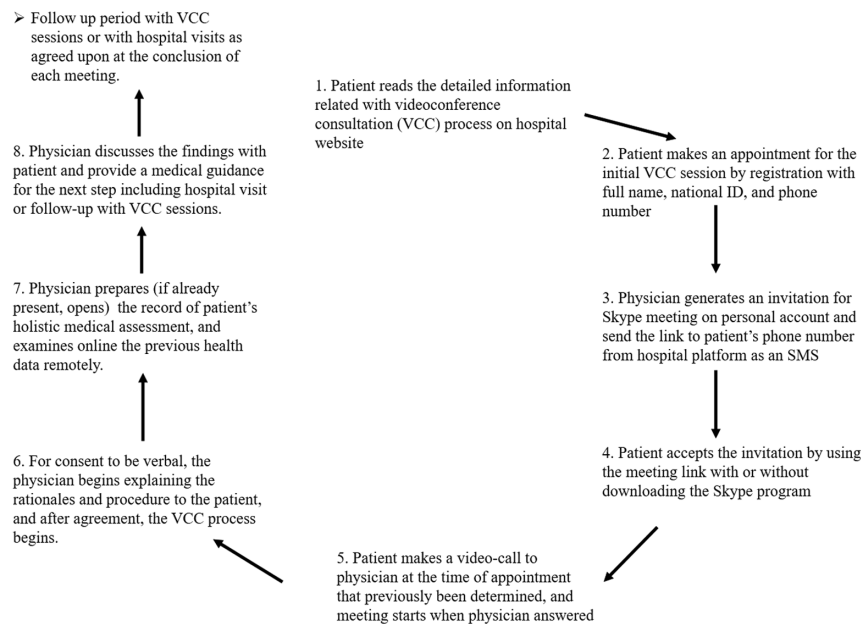 1. Patient reads the detailed information
related with videoconference
consultation (VCC) process on hospital
website
2. Patient makes an appointment for the
initial VCC session by registration with
full name, national ID, and phone
number
3. Physician generates an invitation for
Skype meeting on personal account and
send the link to patient's phone number
from hospital platform as an SMS
4. Patient accepts the invitation by using
the meeting link with or without
downloading the Skype program
5. Patient makes a video-call to
physician at the time of appointment
that previously been determined, and
meeting starts when physician answered
6. For consent to be verbal, the
physician begins explaining the
rationales and procedure to the patient,
and after agreement, the VCC process
begins.
7. Physician prepares (if already
present, opens) the record of patient's
holistic medical assessment, and
examines online the previous health
data remotely.
8. Physician discusses the findings with
patient and provide a medical guidance
for the next step including hospital visit
or follow-up with VCC sessions.
➢ Follow up period with VCC
sessions or with hospital visits as
agreed upon at the conclusion of
each meeting.